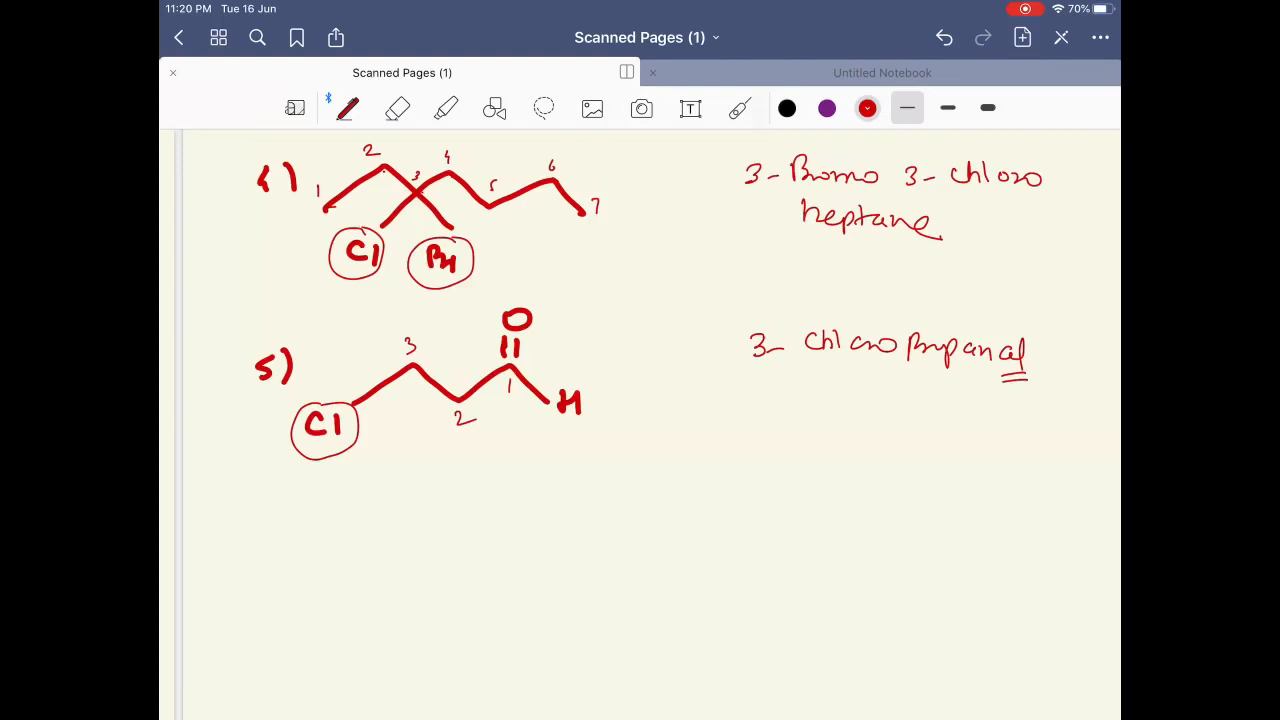 11:20 PM Tue 16 Jun
70%
Scanned Pages (1)
Scanned Pages (1)
Untitled Notebook
4)
1 2 3 4 5 6 7
Cl Br
3-Bromo 3-chloro
heptane
5)
O
3 2 1
Cl H
3-chloropropanal